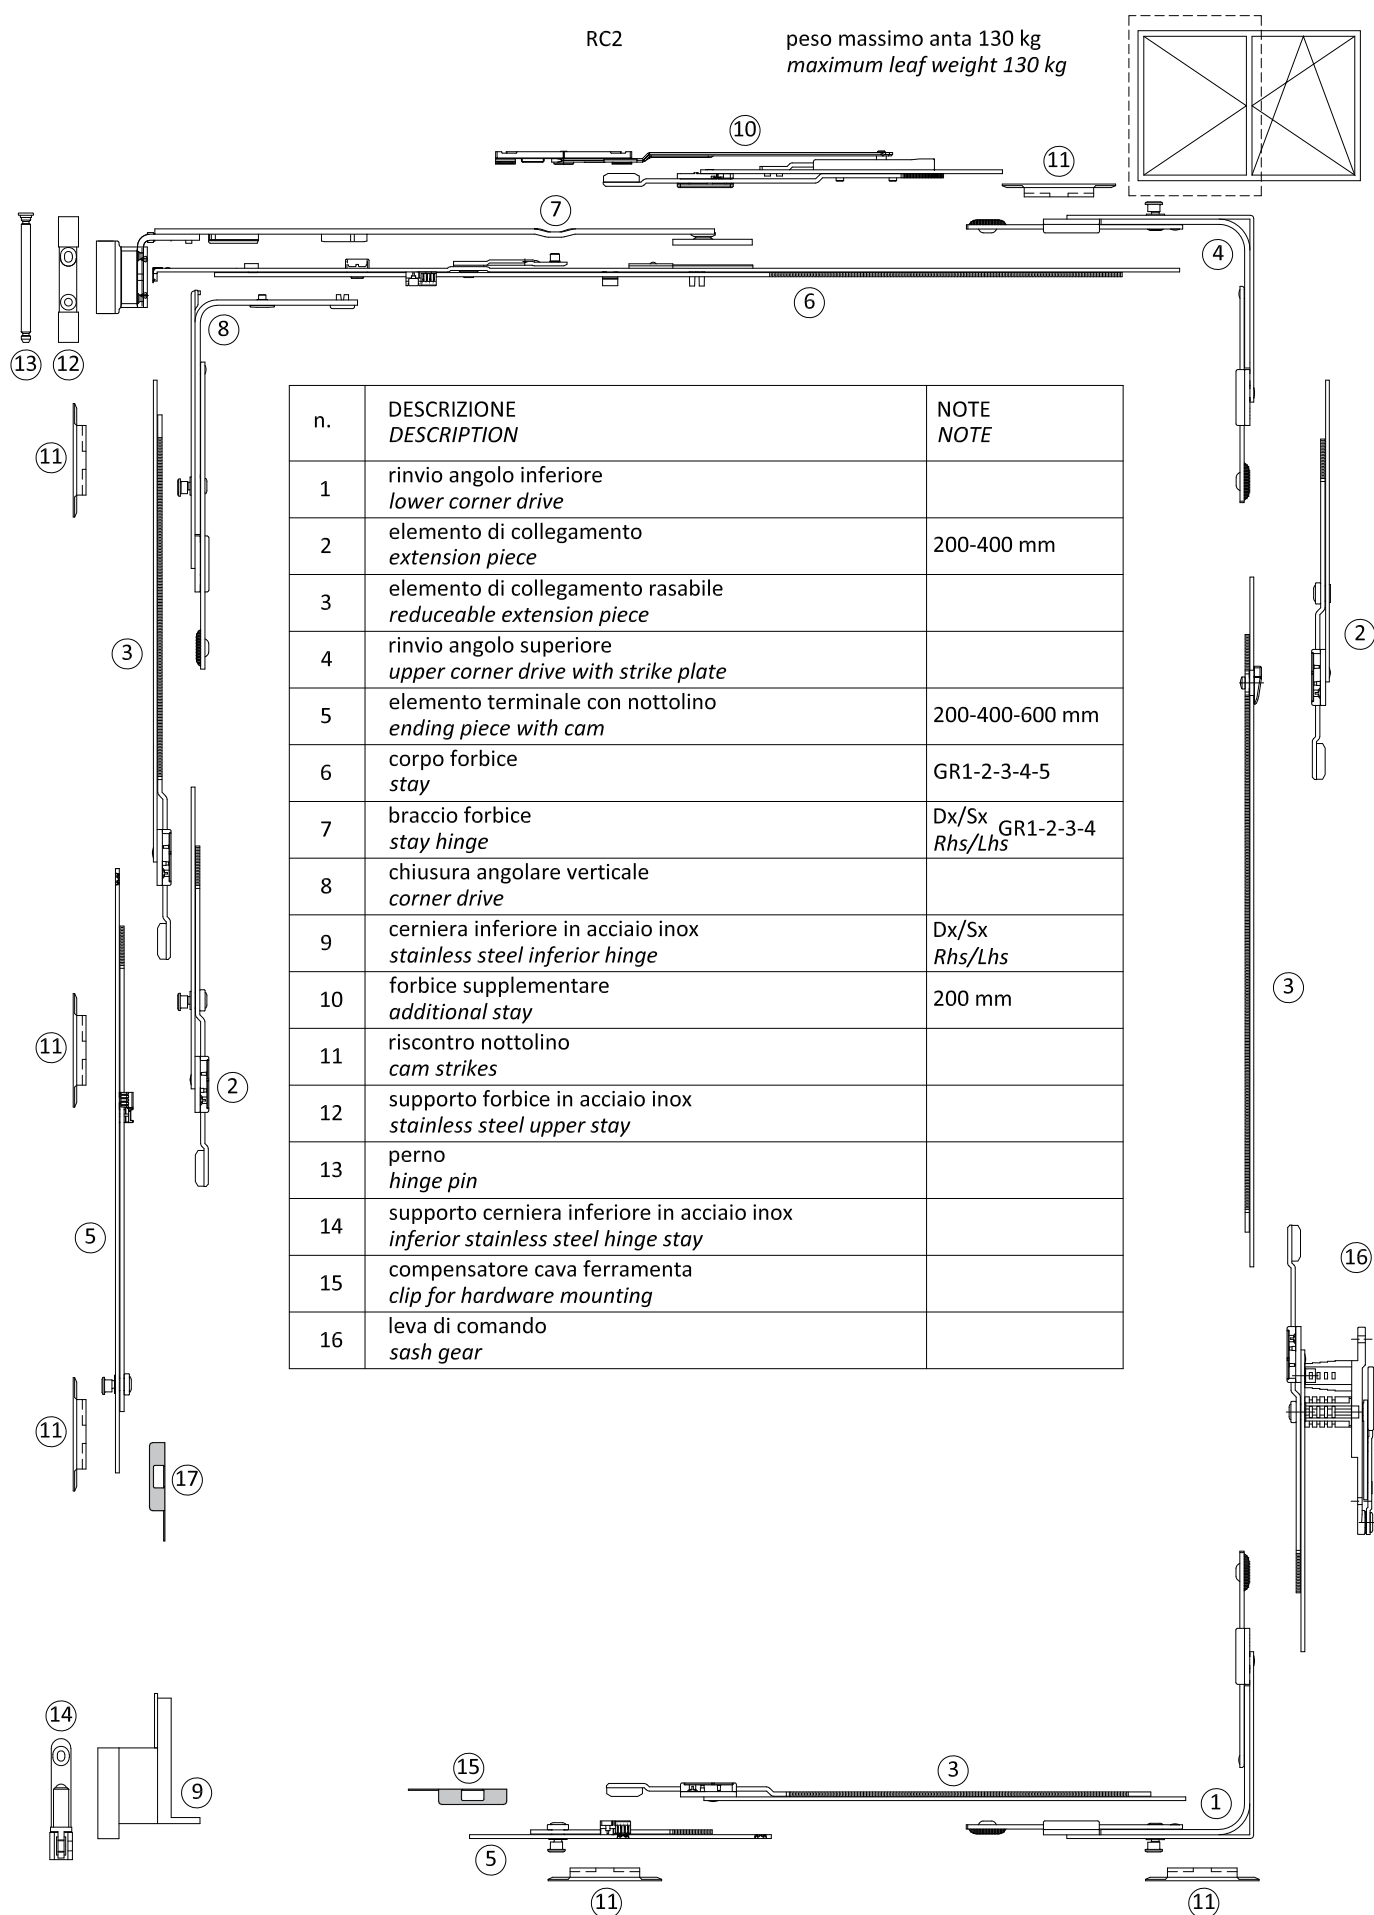 RC2
peso massimo anta 130 kg
maximum leaf weight 130 kg
10
11
7
4
6
8
13
12
n.
DESCRIZIONE
DESCRIPTION
NOTE
NOTE
1
rinvio angolo inferiore
lower corner drive
2
elemento di collegamento
extension piece
200-400 mm
3
elemento di collegamento rasabile
reduceable extension piece
4
rinvio angolo superiore
upper corner drive with strike plate
5
elemento terminale con nottolino
ending piece with cam
200-400-600 mm
6
corpo forbice
stay
GR1-2-3-4-5
7
braccio forbice
stay hinge
Dx/Sx
Rhs/Lhs
GR1-2-3-4
8
chiusura angolare verticale
corner drive
9
cerniera inferiore in acciaio inox
stainless steel inferior hinge
Dx/Sx
Rhs/Lhs
10
forbice supplementare
additional stay
200 mm
11
riscontro nottolino
cam strikes
12
supporto forbice in acciaio inox
stainless steel upper stay
13
perno
hinge pin
14
supporto cerniera inferiore in acciaio inox
inferior stainless steel hinge stay
15
compensatore cava ferramenta
clip for hardware mounting
16
leva di comando
sash gear
11
3
2
3
11
2
5
16
11
17
14
9
15
3
1
5
11
11